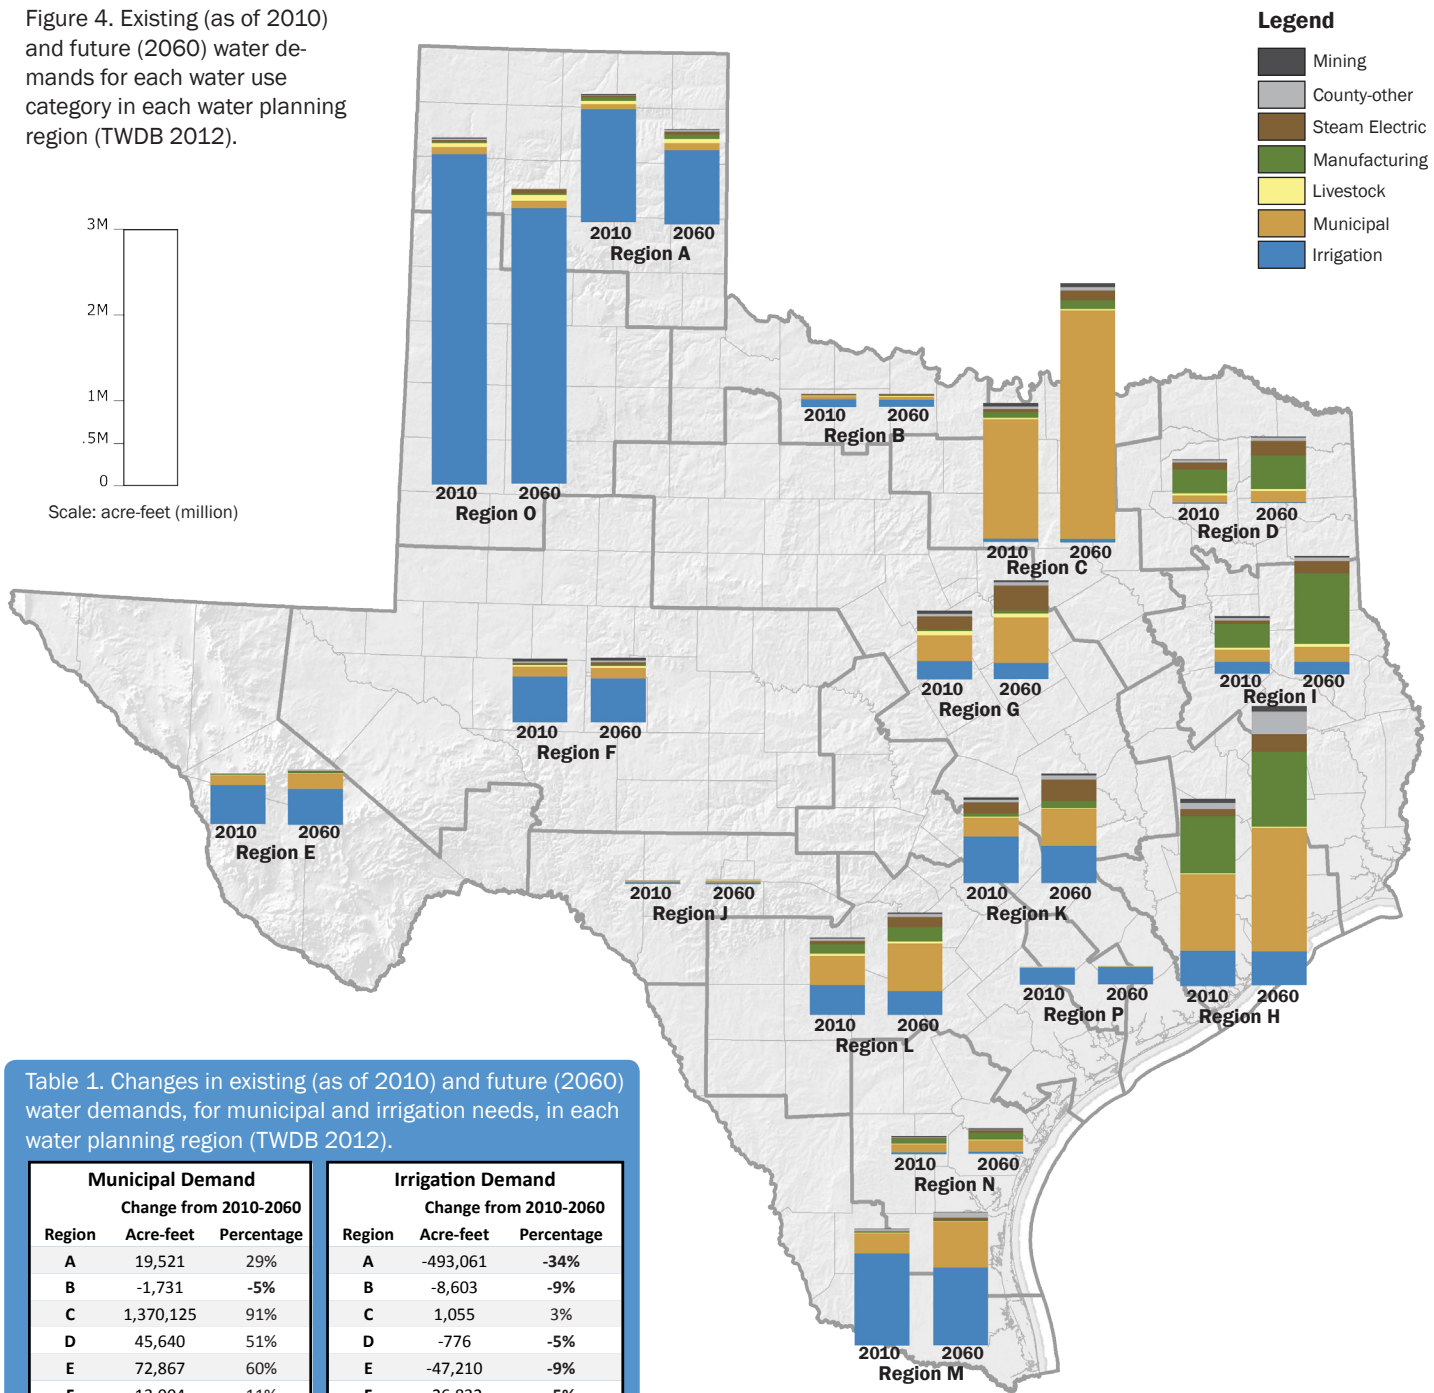 Figure 4. Existing (as of 2010)
and future (2060) water de-
mands for each water use
category in each water planning
region (TWDB 2012).
Legend
Mining
County-other
Steam Electric
Manufacturing
Livestock
Municipal
Irrigation
3M
2M
1M
.5M
0
Scale: acre-feet (million)
2010 2060
Region A
2010 2060
Region O
2010 2060
Region B
2010 2060
Region C
2010 2060
Region D
2010 2060
Region I
2010 2060
Region G
2010 2060
Region F
2010 2060
Region E
2010 2060
Region J
2010 2060
Region K
2010 2060
Region H
2010 2060
Region P
2010 2060
Region L
2010 2060
Region N
2010 2060
Region M
Table 1. Changes in existing (as of 2010) and future (2060)
water demands, for municipal and irrigation needs, in each
water planning region (TWDB 2012).
Municipal Demand
Change from 2010-2060
Region Acre-feet Percentage
A 19,521 29%
B -1,731 -5%
C 1,370,125 91%
D 45,640 51%
E 72,867 60%
Irrigation Demand
Change from 2010-2060
Region Acre-feet Percentage
A -493,061 -34%
B -8,603 -9%
C 1,055 3%
D -776 -5%
E -47,210 -9%